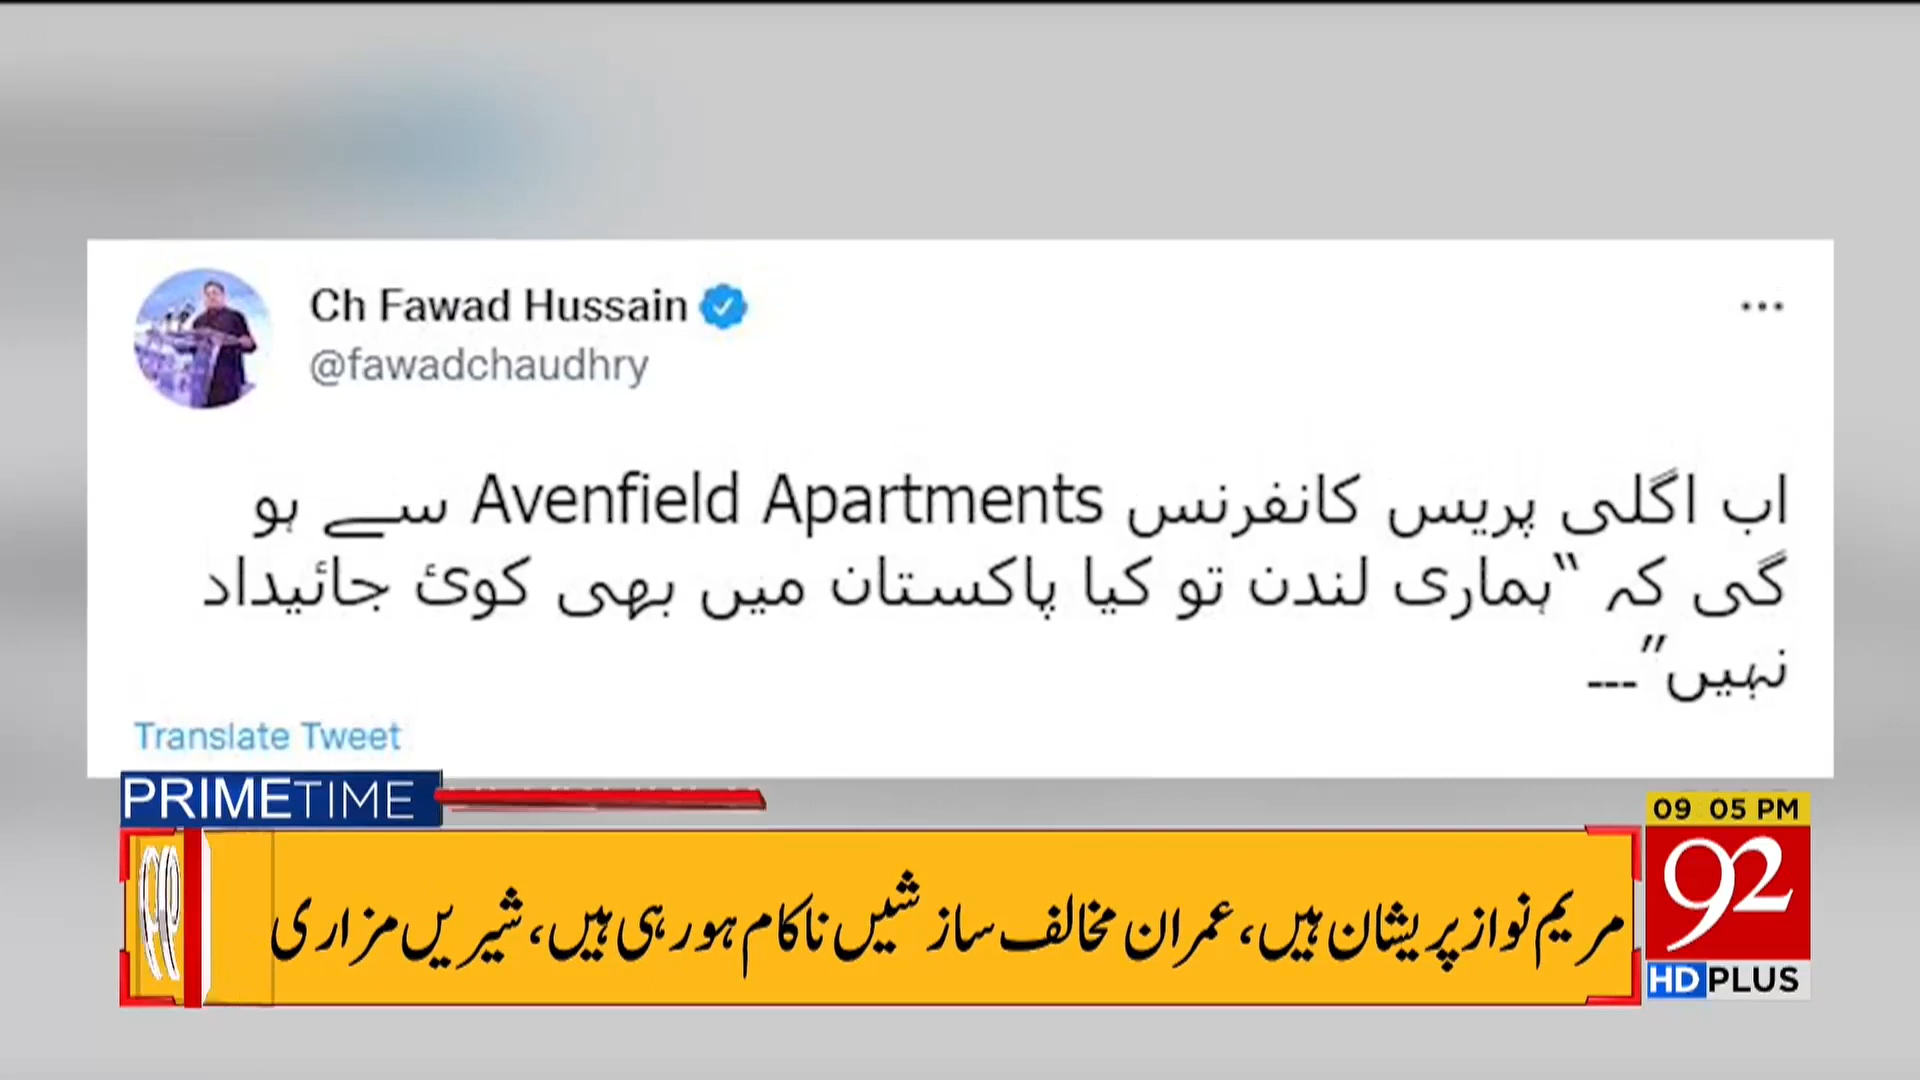 Ch Fawad Hussain
@fawadchaudhry
اب اگلی پریس کانفرنس Avenfield Apartments سے ہو
گی کہ “ہماری لندن تو کیا پاکستان میں بھی کوئ جائیداد
نہیں”---
Translate Tweet
PRIMETIME
09 05 PM
مریم نواز پریشان ہیں، عمران مخالف سازشیں ناکام ہو رہی ہیں، شیریں مزاری
92
HD PLUS